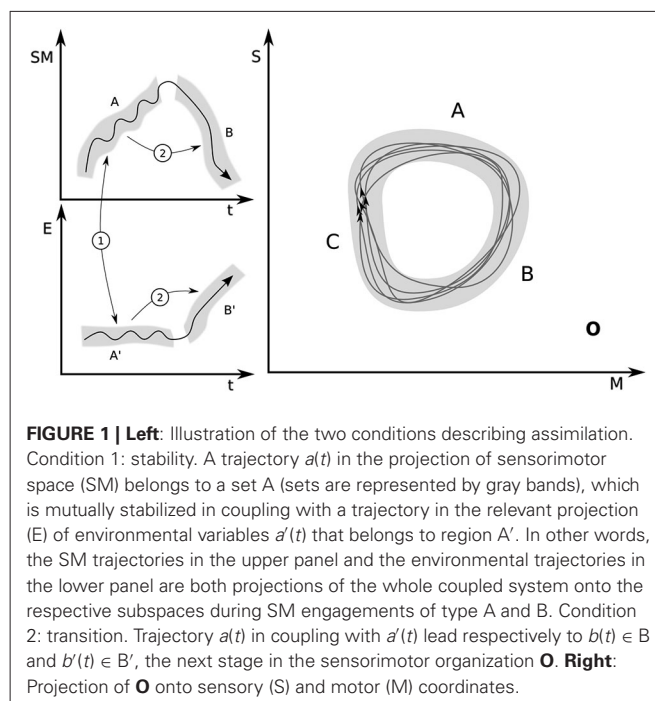 SM
A
2
B
t
E
1
2
B'
A'
t
S
A
C
B
O
M
FIGURE 1 | Left: Illustration of the two conditions describing assimilation.
Condition 1: stability. A trajectory a(t) in the projection of sensorimotor
space (SM) belongs to a set A (sets are represented by gray bands), which
is mutually stabilized in coupling with a trajectory in the relevant projection
(E) of environmental variables a′(t) that belongs to region A′. In other words,
the SM trajectories in the upper panel and the environmental trajectories in
the lower panel are both projections of the whole coupled system onto the
respective subspaces during SM engagements of type A and B. Condition
2: transition. Trajectory a(t) in coupling with a′(t) lead respectively to b(t) ∈ B
and b′(t) ∈ B′, the next stage in the sensorimotor organization O. Right:
Projection of O onto sensory (S) and motor (M) coordinates.